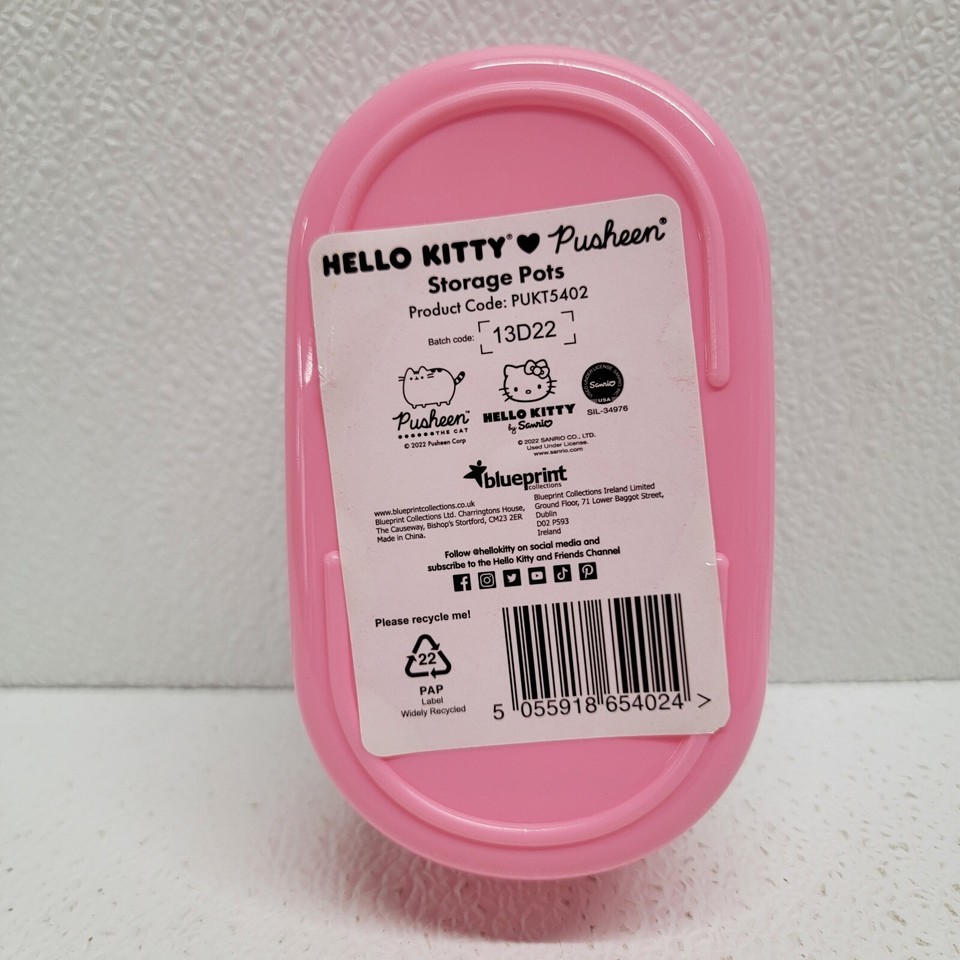 HELLO KITTY® ♥ Pusheen®
Storage Pots
Product Code: PUKT5402
Batch code: 13D22
Pusheen™
THE CAT
© 2022 Pusheen Corp
HELLO KITTY
by Sanrio
© 2022 SANRIO CO., LTD.
Used Under License.
www.sanrio.com
Sanrio
USA
SIL-34976
blueprint
collections
www.blueprintcollections.co.uk
Blueprint Collections Ltd. Charringtons House,
The Causeway, Bishop's Stortford, CM23 2ER
Made in China.
Blueprint Collections Ireland Limited
Ground Floor, 71 Lower Baggot Street,
Dublin
D02 P593
Ireland
Follow @hellokitty on social media and
subscribe to the Hello Kitty and Friends Channel
Please recycle me!
22
PAP
Label
Widely Recycled
5 055918 654024 >